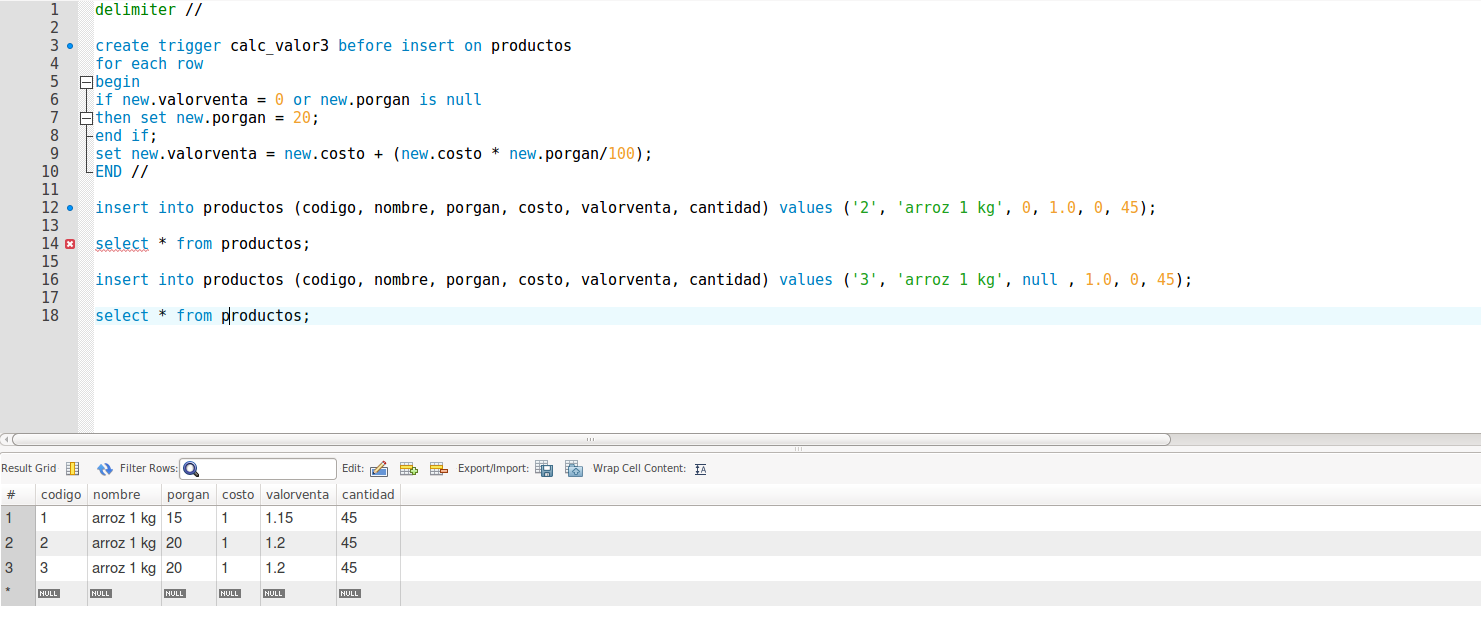 1 delimiter //
2
3 create trigger calc_valor3 before insert on productos
4 for each row
5 begin
6 if new.valorventa = 0 or new.porgan is null
7 then set new.porgan = 20;
8 end if;
9 set new.valorventa = new.costo + (new.costo * new.porgan/100);
10 END //
11
12 insert into productos (codigo, nombre, porgan, costo, valorventa, cantidad) values ('2', 'arroz 1 kg', 0, 1.0, 0, 45);
13
14 select * from productos;
15
16 insert into productos (codigo, nombre, porgan, costo, valorventa, cantidad) values ('3', 'arroz 1 kg', null , 1.0, 0, 45);
17
18 select * from productos;
Result Grid Filter Rows: Edit: Export/Import: Wrap Cell Content: IA
# codigo nombre porgan costo valorventa cantidad
1 1 arroz 1 kg 15 1 1.15 45
2 2 arroz 1 kg 20 1 1.2 45
3 3 arroz 1 kg 20 1 1.2 45
* NULL NULL NULL NULL NULL NULL